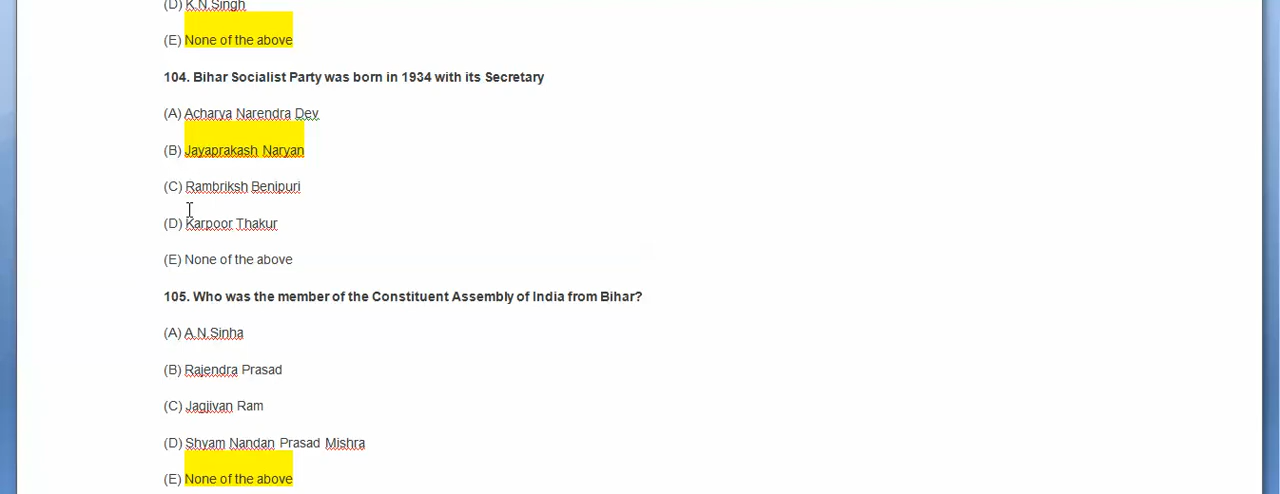 (D) K.N.Singh
(E) None of the above
104. Bihar Socialist Party was born in 1934 with its Secretary
(A) Acharya Narendra Dev
(B) Jayaprakash Naryan
(C) Rambriksh Benipuri
(D) Karpoor Thakur
(E) None of the above
105. Who was the member of the Constituent Assembly of India from Bihar?
(A) A.N.Sinha
(B) Rajendra Prasad
(C) Jagjivan Ram
(D) Shyam Nandan Prasad Mishra
(E) None of the above